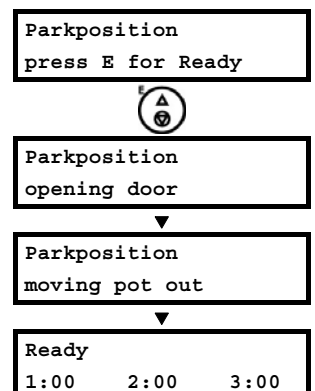 Parkposition
press E for Ready
E
Parkposition
opening door
Parkposition
moving pot out
Ready
1:00 2:00 3:00